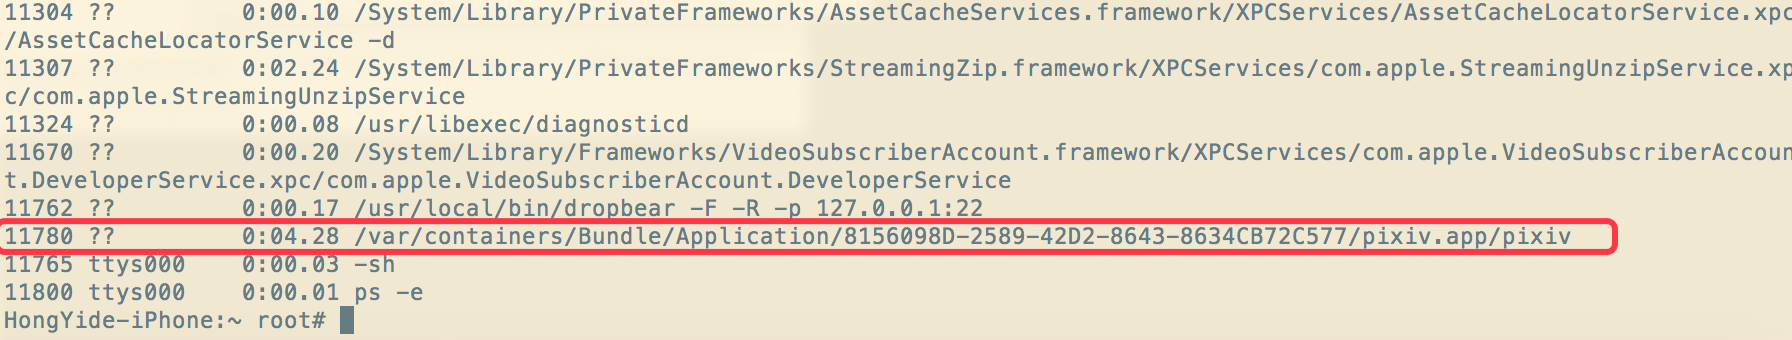 11304 ??         0:00.10 /System/Library/PrivateFrameworks/AssetCacheServices.framework/XPCServices/AssetCacheLocatorService.xpc
/AssetCacheLocatorService -d
11307 ??         0:02.24 /System/Library/PrivateFrameworks/StreamingZip.framework/XPCServices/com.apple.StreamingUnzipService.xp
c/com.apple.StreamingUnzipService
11324 ??         0:00.08 /usr/libexec/diagnosticd
11670 ??         0:00.20 /System/Library/Frameworks/VideoSubscriberAccount.framework/XPCServices/com.apple.VideoSubscriberAccoun
t.DeveloperService.xpc/com.apple.VideoSubscriberAccount.DeveloperService
11762 ??         0:00.17 /usr/local/bin/dropbear -F -R -p 127.0.0.1:22
11780 ??         0:04.28 /var/containers/Bundle/Application/8156098D-2589-42D2-8643-8634CB72C577/pixiv.app/pixiv
11765 ttys000    0:00.03 -sh
11800 ttys000    0:00.01 ps -e
HongYide-iPhone:~ root#